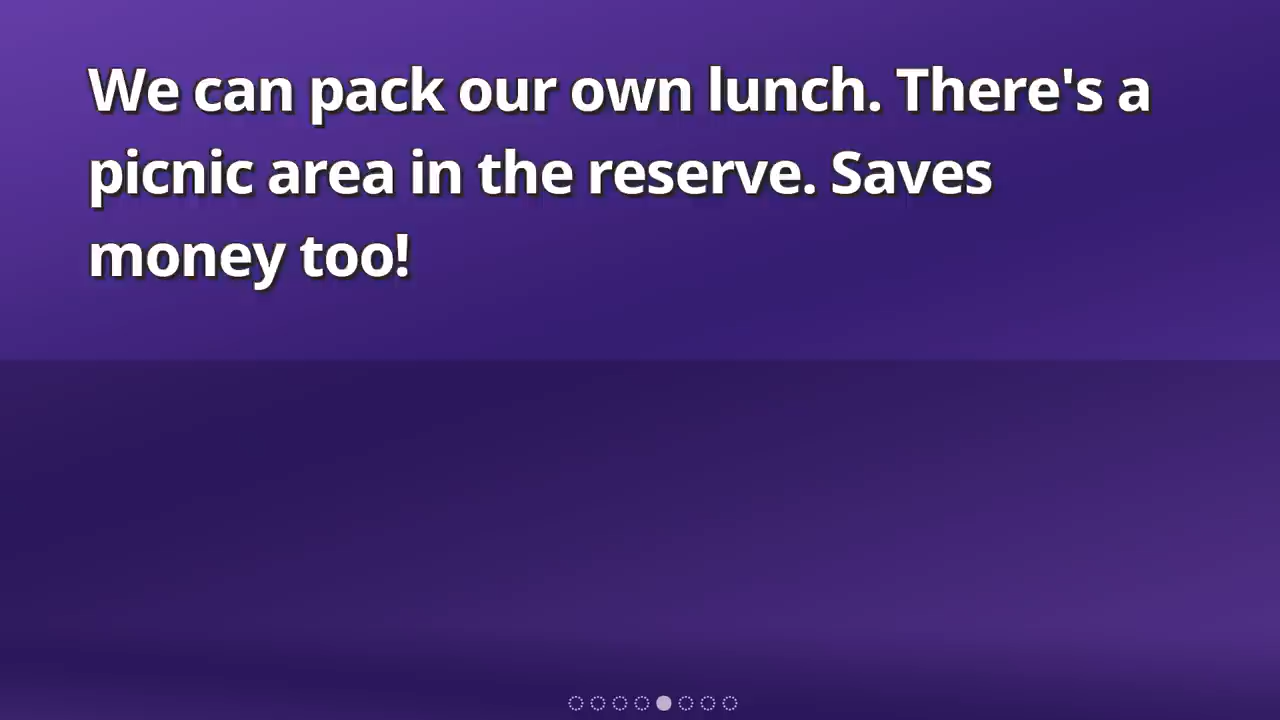 We can pack our own lunch. There's a
picnic area in the reserve. Saves
money too!